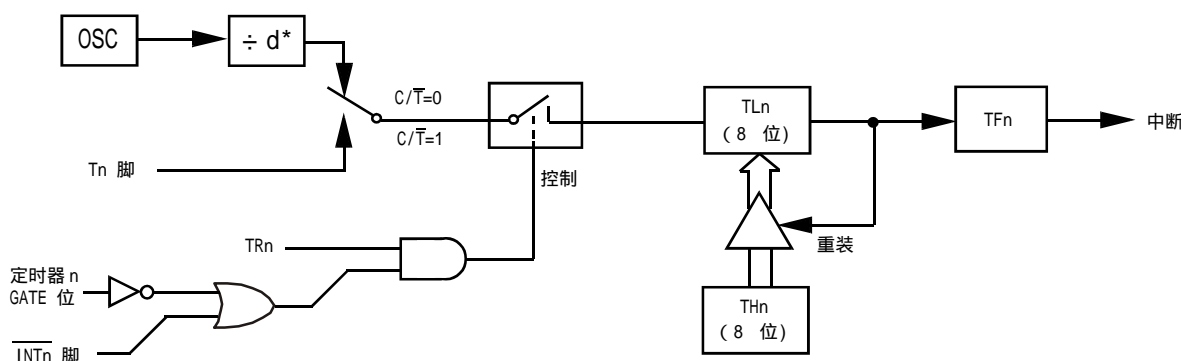 OSC
÷ d*
C/T̅=0
C/T̅=1
Tn 脚
控制
TLn
(8 位)
TFn
中断
重装
TRn
定时器 n
GATE 位
I̅N̅T̅n̅ 脚
THn
(8 位)